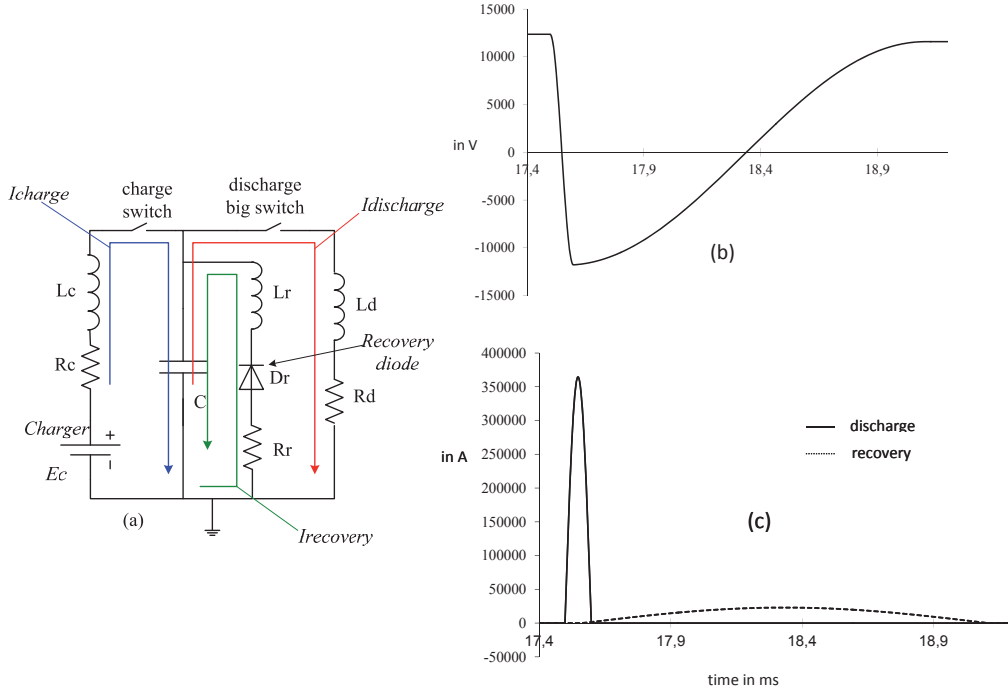 Icharge
charge
switch
discharge
big switch
Idischarge
Lc
Lr
Ld
Rc
Recovery
diode
C
Dr
Rd
Charger
+
Ec
Rr
(a)
Irecovery
15000
10000
5000
in V
0
17,4
17,9
18,4
18,9
-5000
-10000
(b)
-15000
400000
350000
300000
discharge
in A
250000
recovery
200000
150000
(c)
100000
50000
0
17,4
17,9
18,4
18,9
-50000
time in ms